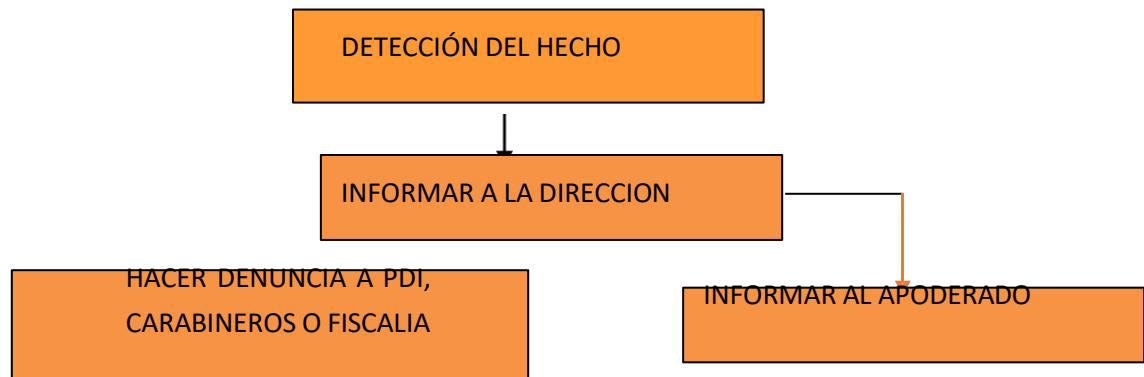 DETECCIÓN DEL HECHO
INFORMAR A LA DIRECCION
HACER DENUNCIA A PDI,
CARABINEROS O FISCALIA
INFORMAR AL APODERADO